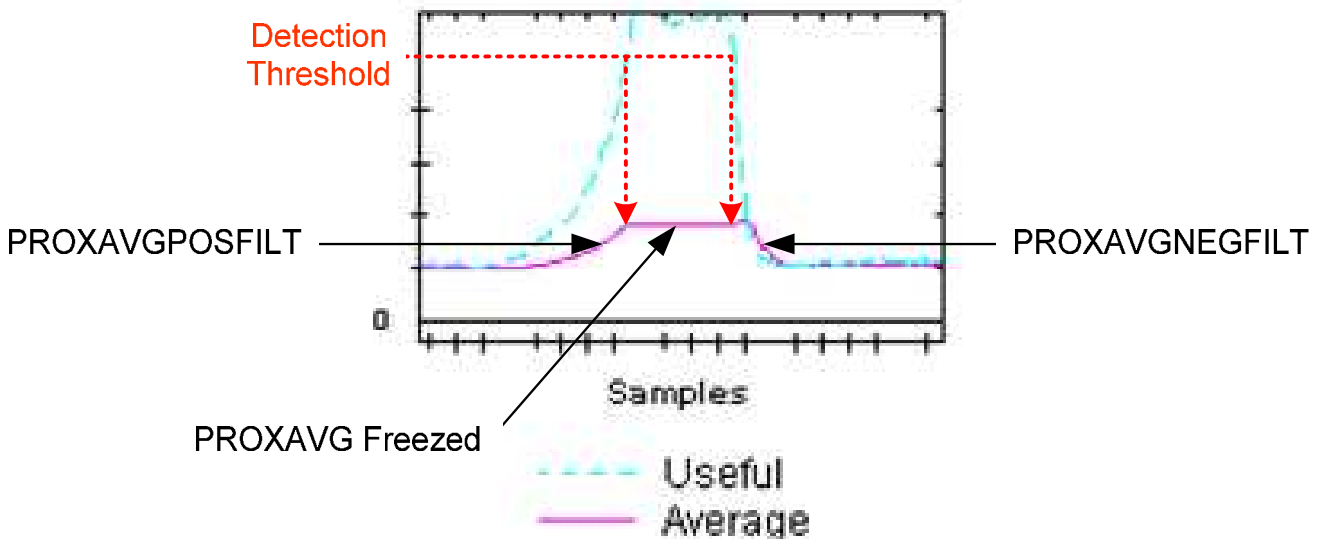 Detection
Threshold
PROXAVGPOSFILT
PROXAVGNEGFILT
0
Samples
PROXAVG Freezed
Useful
Average